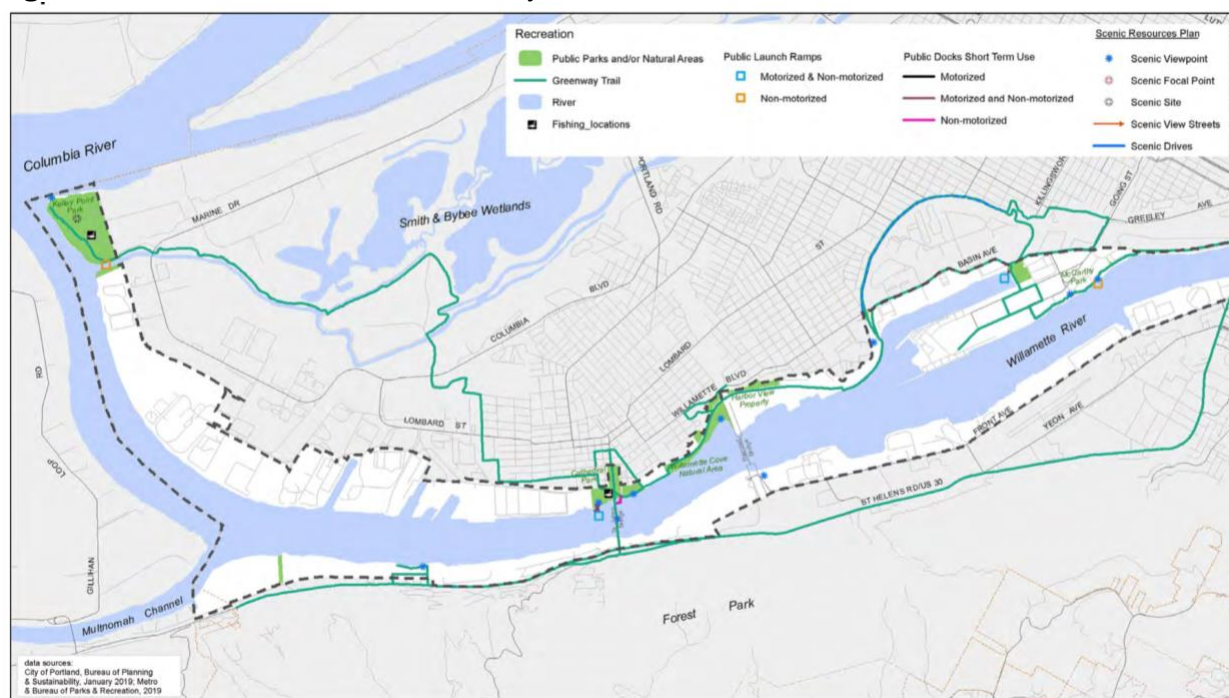 Recreation
Public Parks and/or Natural Areas
Greenway Trail
River
Fishing_locations
Public Launch Ramps
Motorized & Non-motorized
Non-motorized
Public Docks Short Term Use
Motorized
Motorized and Non-motorized
Non-motorized
Scenic Resources Plan
Scenic Viewpoint
Scenic Focal Point
Scenic Site
Scenic View Streets
Scenic Drives
Columbia River
Kelley Point
Park
MARINE DR
Smith & Bybee Wetlands
PORTLAND RD
COLUMBIA
BLVD
LOMBARD
ST
KILLINGSWOR
GOING ST
GREELEY
AVE
BASIN AVE
McCarthy
Park
Willamette River
WILLAMETTE
BLVD
Harbor View
Property
Willamette Cove
Natural Area
LOMBARD
ST
Cathedral
Park
FRONT AVE
YEON AVE
ST HELENS RD/US 30
RD
LOOP
GILLIHAN
Multnomah Channel
Forest Park
data sources:
City of Portland, Bureau of Planning
& Sustainability, January 2019; Metro
& Bureau of Parks & Recreation, 2019